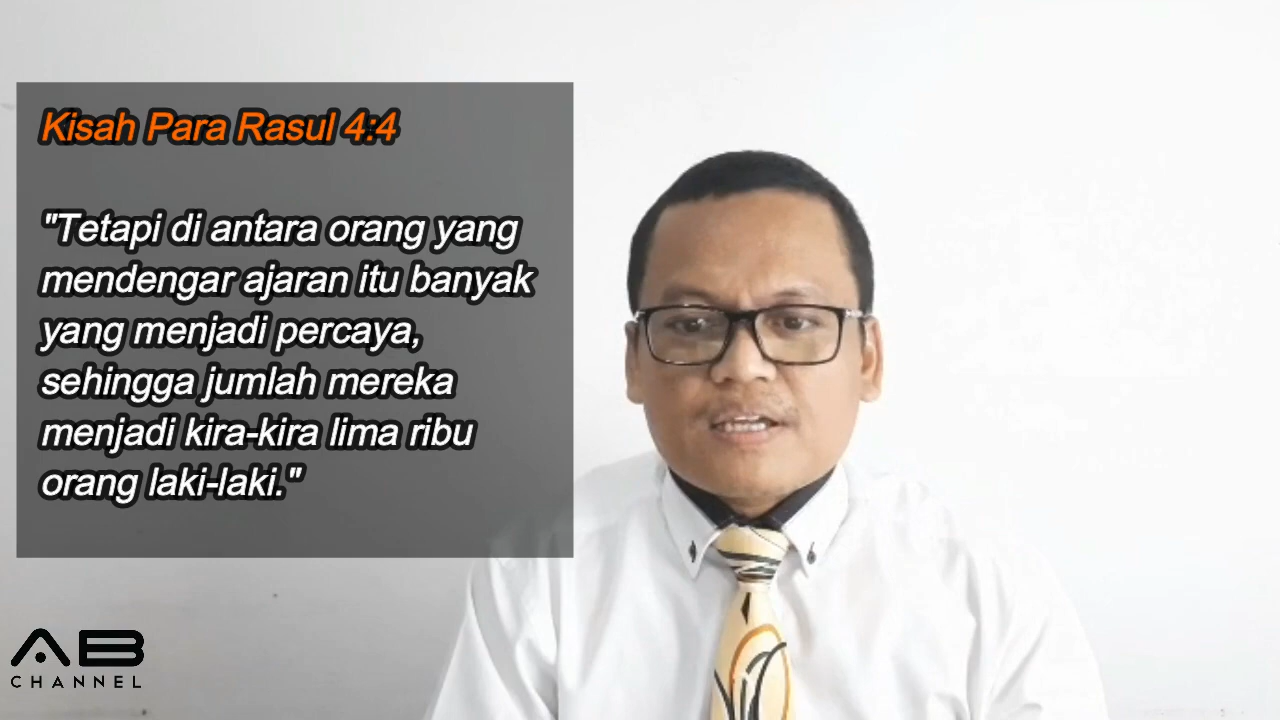 Kisah Para Rasul 4:4
"Tetapi di antara orang yang
mendengar ajaran itu banyak
yang menjadi percaya,
sehingga jumlah mereka
menjadi kira-kira lima ribu
orang laki-laki."
AB
CHANNEL